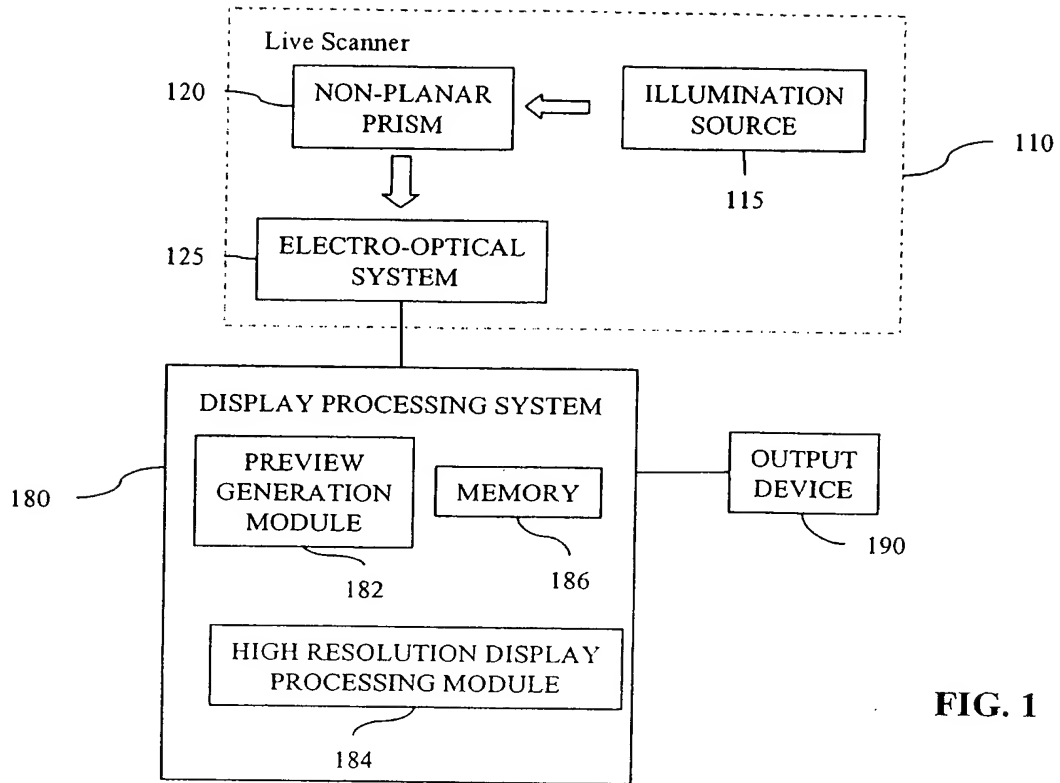 Live Scanner
120
NON-PLANAR
PRISM
ILLUMINATION
SOURCE
110
115
125
ELECTRO-OPTICAL
SYSTEM
DISPLAY PROCESSING SYSTEM
PREVIEW
GENERATION
MODULE
MEMORY
OUTPUT
DEVICE
180
182
186
190
HIGH RESOLUTION DISPLAY
PROCESSING MODULE
184
FIG. 1